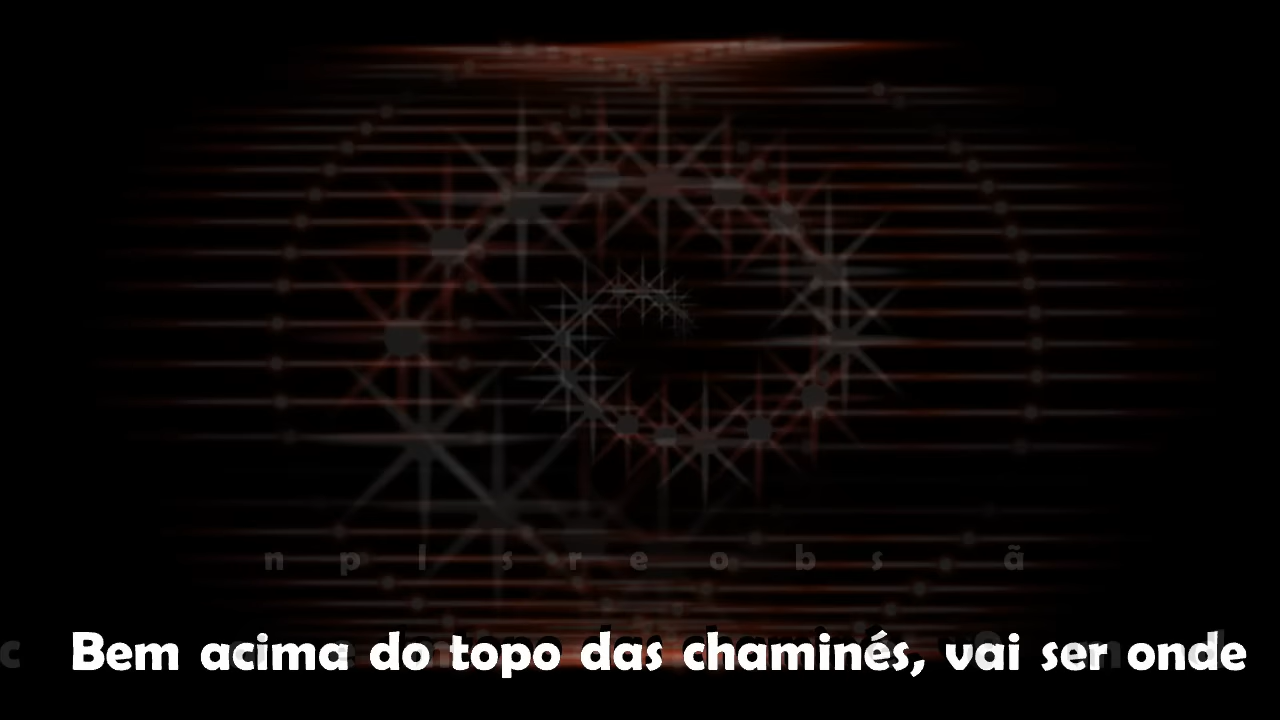 Bem acima do topo das chaminés, vai ser onde